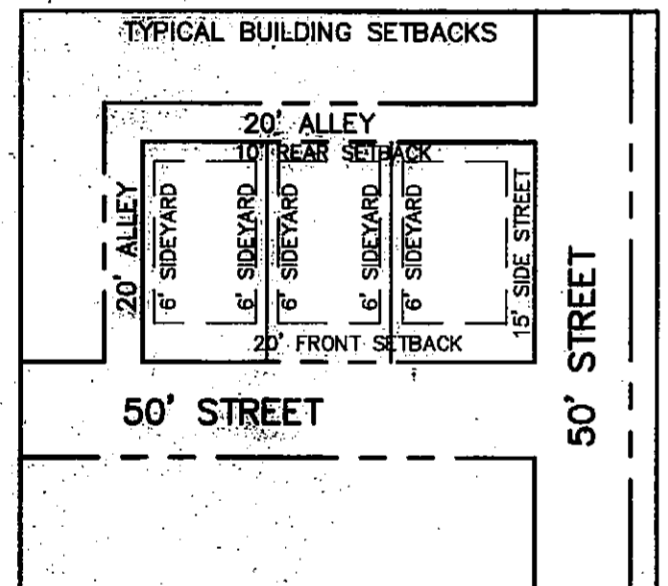 TYPICAL BUILDING SETBACKS
20' ALLEY
10' REAR SETBACK
20' ALLEY
6' SIDEYARD
6' SIDEYARD
6' SIDEYARD
6' SIDEYARD
6' SIDEYARD
15' SIDE STREET
20' FRONT SETBACK
50' STREET
50' STREET